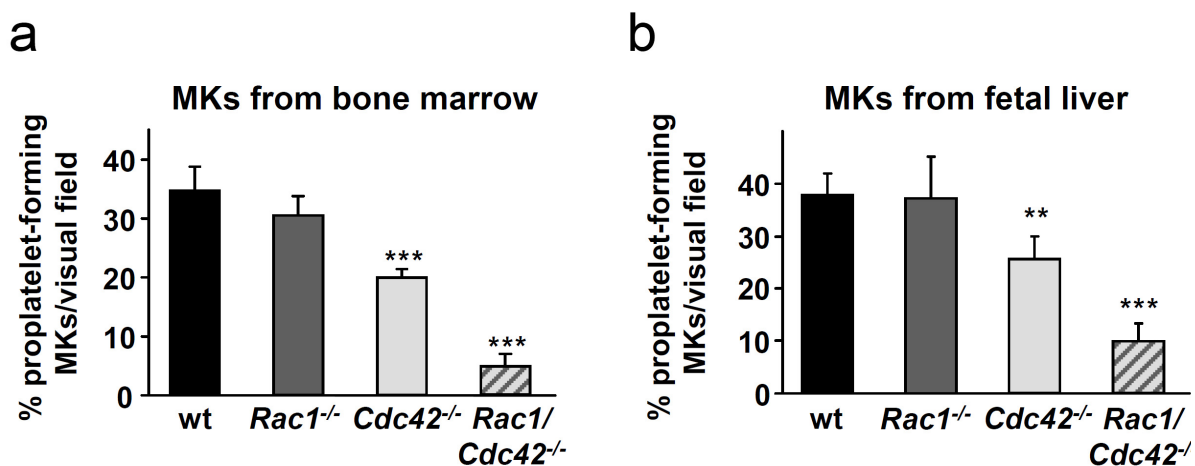 a
MKs from bone marrow
% proplatelet-forming
MKs/visual field
40
30
20
10
0
***
***
wt
Rac1-/-
Cdc42-/-
Rac1/
Cdc42-/-
b
MKs from fetal liver
% proplatelet-forming
MKs/visual field
40
30
20
10
0
**
***
wt
Rac1-/-
Cdc42-/-
Rac1/
Cdc42-/